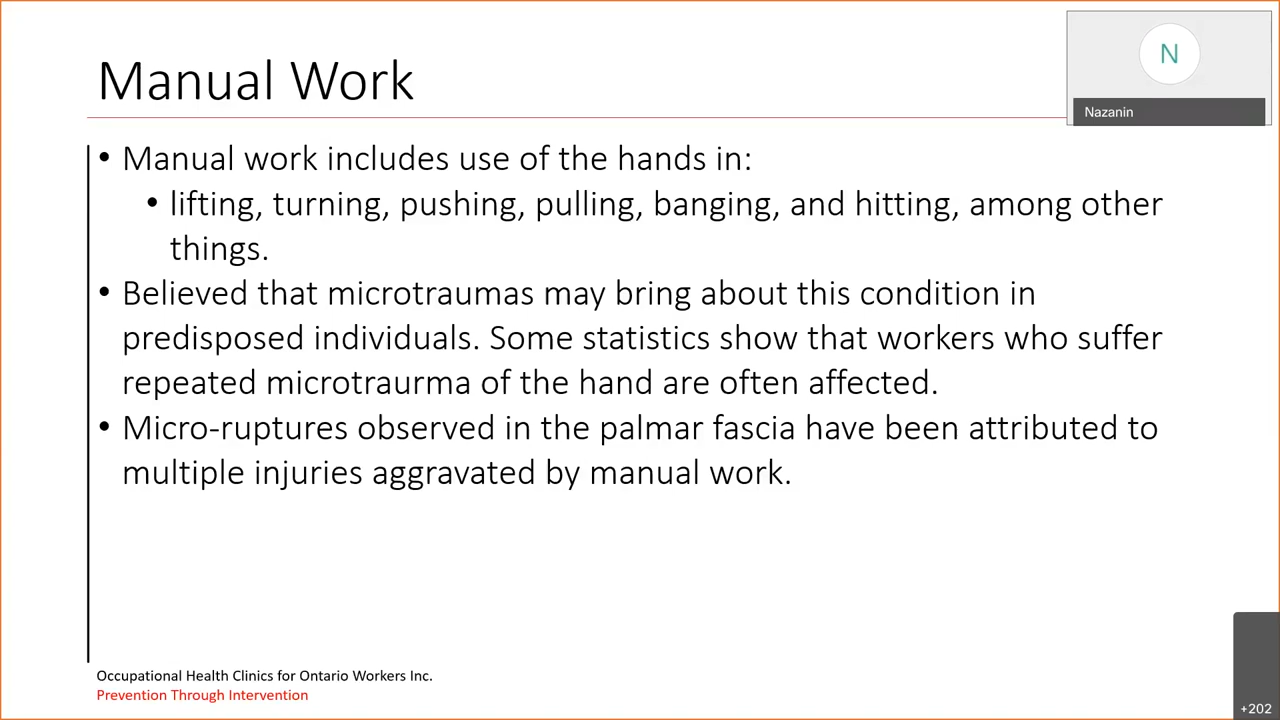 Manual Work
N
Nazanin
• Manual work includes use of the hands in:
• lifting, turning, pushing, pulling, banging, and hitting, among other
things.
• Believed that microtraumas may bring about this condition in
predisposed individuals. Some statistics show that workers who suffer
repeated microtraurma of the hand are often affected.
• Micro-ruptures observed in the palmar fascia have been attributed to
multiple injuries aggravated by manual work.
Occupational Health Clinics for Ontario Workers Inc.
Prevention Through Intervention
+202